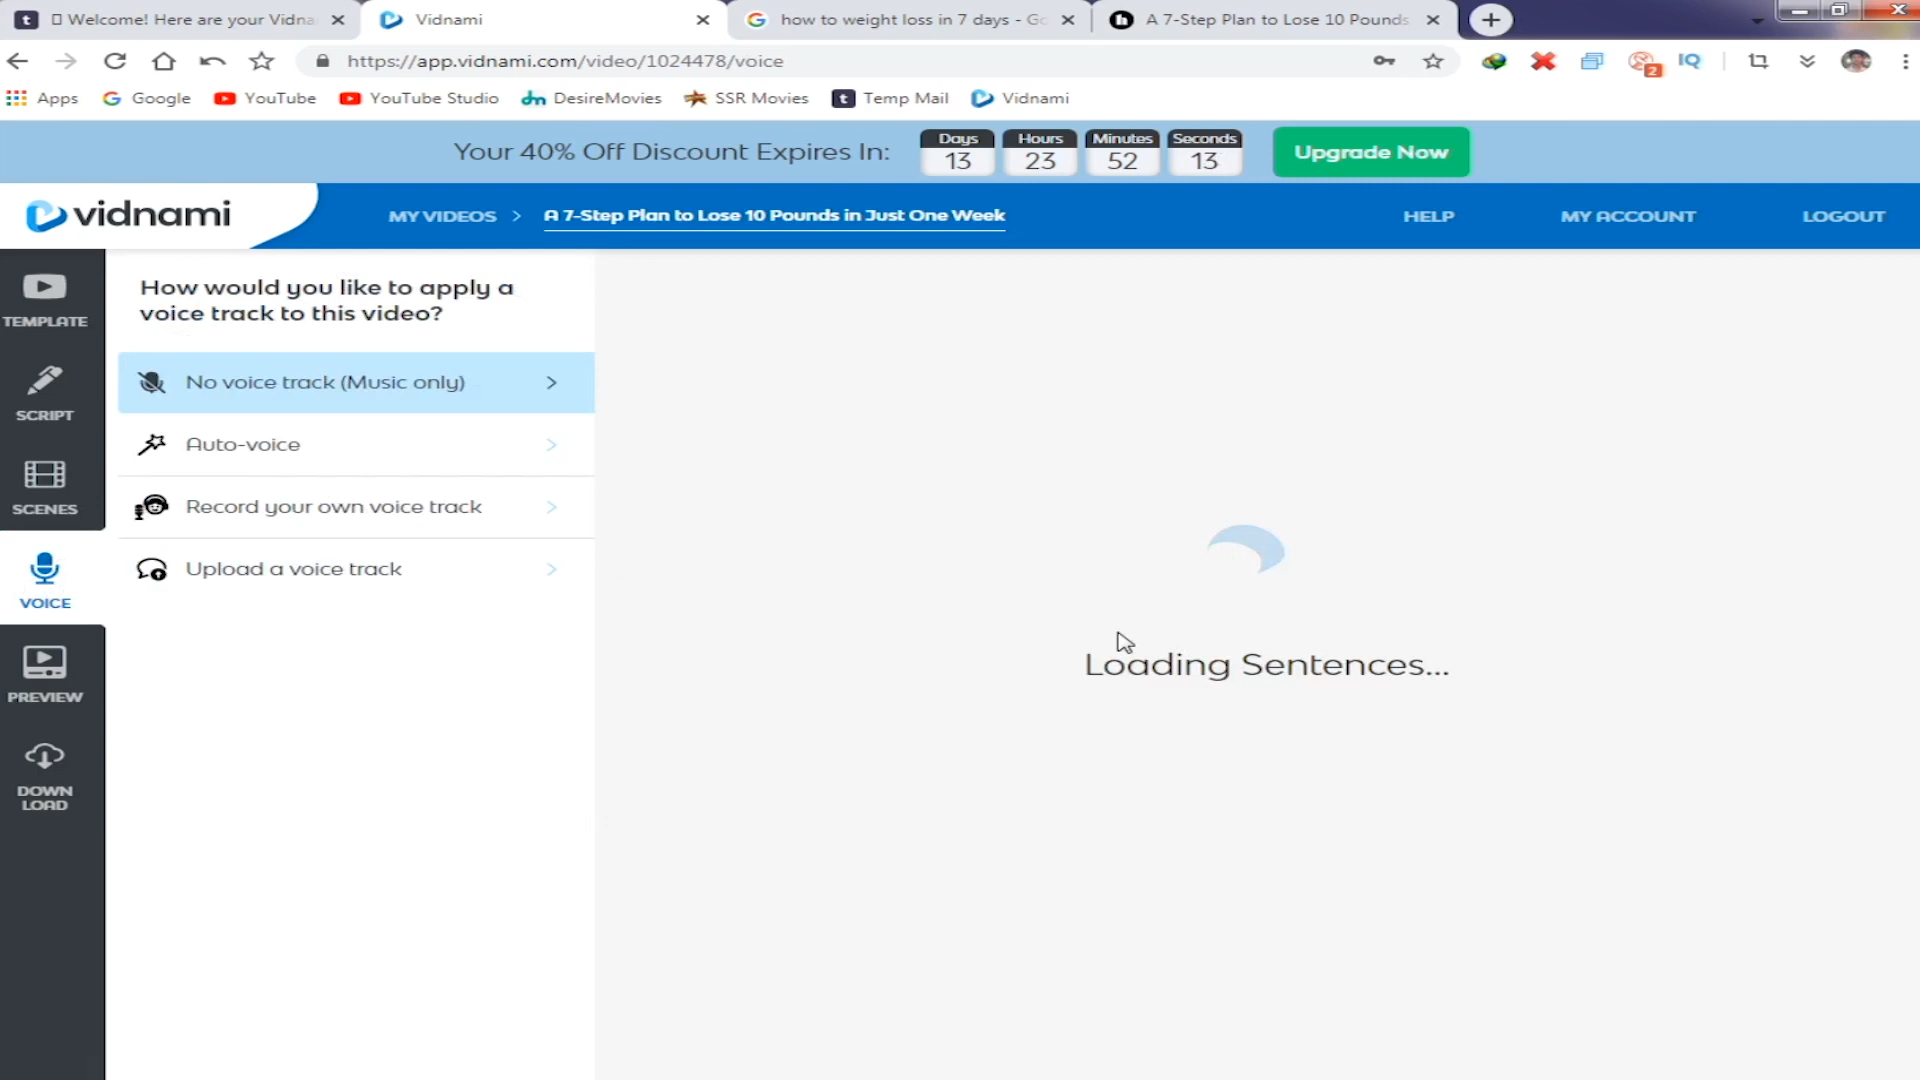 Welcome! Here are your Vidna
Vidnami
how to weight loss in 7 days - Go
A 7-Step Plan to Lose 10 Pounds
https://app.vidnami.com/video/1024478/voice
2
IQ
Apps
Google
YouTube
YouTube Studio
DesireMovies
SSR Movies
Temp Mail
Vidnami
Your 40% Off Discount Expires In:
Days
13
Hours
23
Minutes
52
Seconds
13
Upgrade Now
vidnami
MY VIDEOS > A 7-Step Plan to Lose 10 Pounds in Just One Week
HELP
MY ACCOUNT
LOGOUT
TEMPLATE
SCRIPT
SCENES
VOICE
PREVIEW
DOWN
LOAD
How would you like to apply a
voice track to this video?
No voice track (Music only)
Auto-voice
Record your own voice track
Upload a voice track
Loading Sentences...